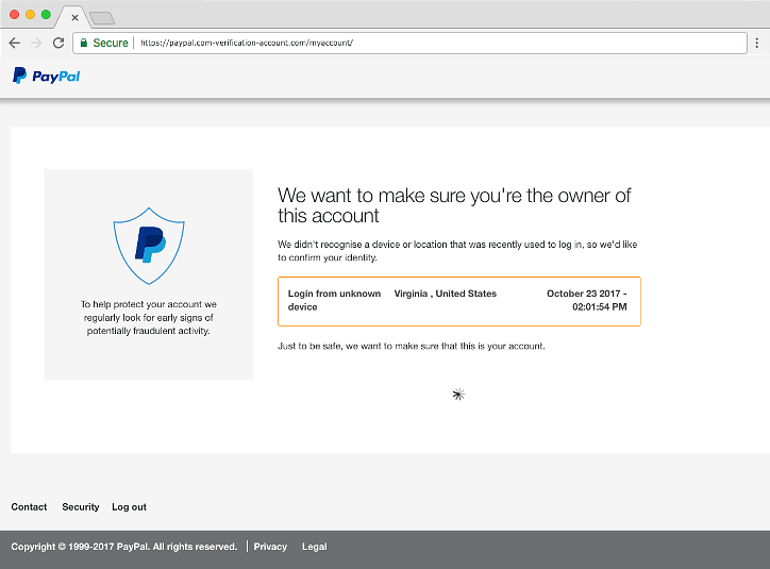 Secure
https://paypal.com-verification-account.com/myaccount/
PayPal
To help protect your account we
regularly look for early signs of
potentially fraudulent activity.
We want to make sure you're the owner of
this account
We didn't recognise a device or location that was recently used to log in, so we'd like
to confirm your identity.
Login from unknown Virginia , United States October 23 2017 -
device 02:01:54 PM
Just to be safe, we want to make sure that this is your account.
Contact Security Log out
Copyright © 1999-2017 PayPal. All rights reserved. | Privacy Legal